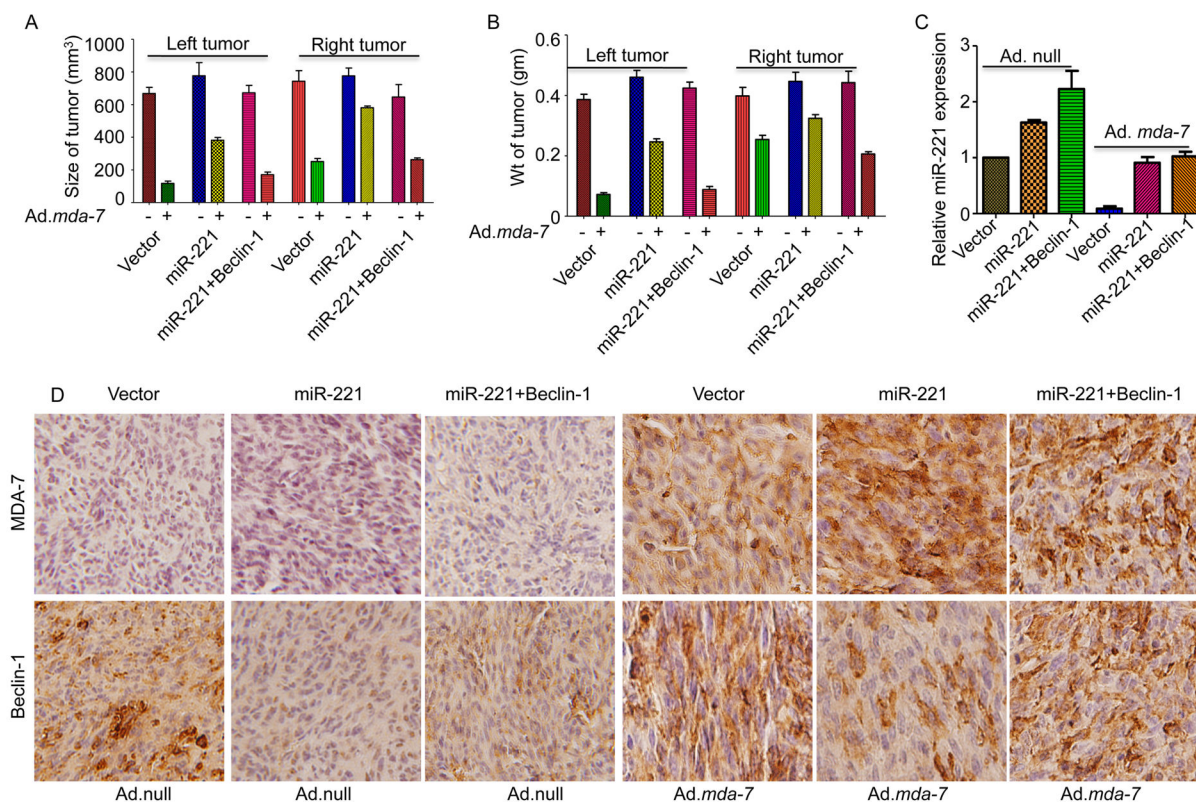 A
Size of tumor (mm³)
1000
800
600
400
200
0
Left tumor
Right tumor
Ad.mda-7
- + - + - + - + - + - +
Vector
miR-221
miR-221+Beclin-1
Vector
miR-221
miR-221+Beclin-1
B
Wt of tumor (gm)
0.6
0.4
0.2
0.0
Left tumor
Right tumor
Ad.mda-7
- + - + - + - + - + - +
Vector
miR-221
miR-221+Beclin-1
Vector
miR-221
miR-221+Beclin-1
C
Relative miR-221 expression
3
2
1
0
Ad. null
Ad. mda-7
Vector
miR-221
miR-221+Beclin-1
Vector
miR-221
miR-221+Beclin-1
D
Vector miR-221 miR-221+Beclin-1 Vector miR-221 miR-221+Beclin-1
MDA-7
Beclin-1
Ad.null Ad.null Ad.null Ad.mda-7 Ad.mda-7 Ad.mda-7